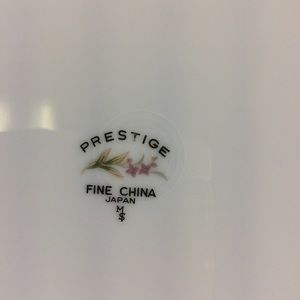 PRESTIGE
FINE CHINA
JAPAN
M
S